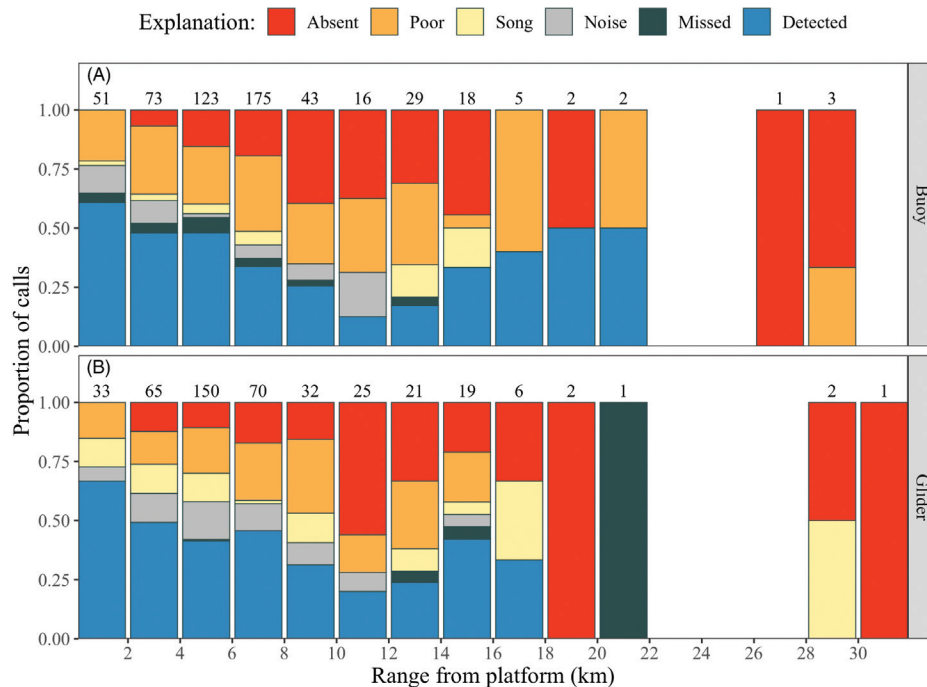 Explanation: Absent Poor Song Noise Missed Detected
(A)
51 73 123 175 43 16 29 18 5 2 2 1 3
1.00
0.75
0.50
0.25
0.00
Buoy
Proportion of calls
(B)
33 65 150 70 32 25 21 19 6 2 1 2 1
1.00
0.75
0.50
0.25
0.00
Glider
2 4 6 8 10 12 14 16 18 20 22 24 26 28 30
Range from platform (km)